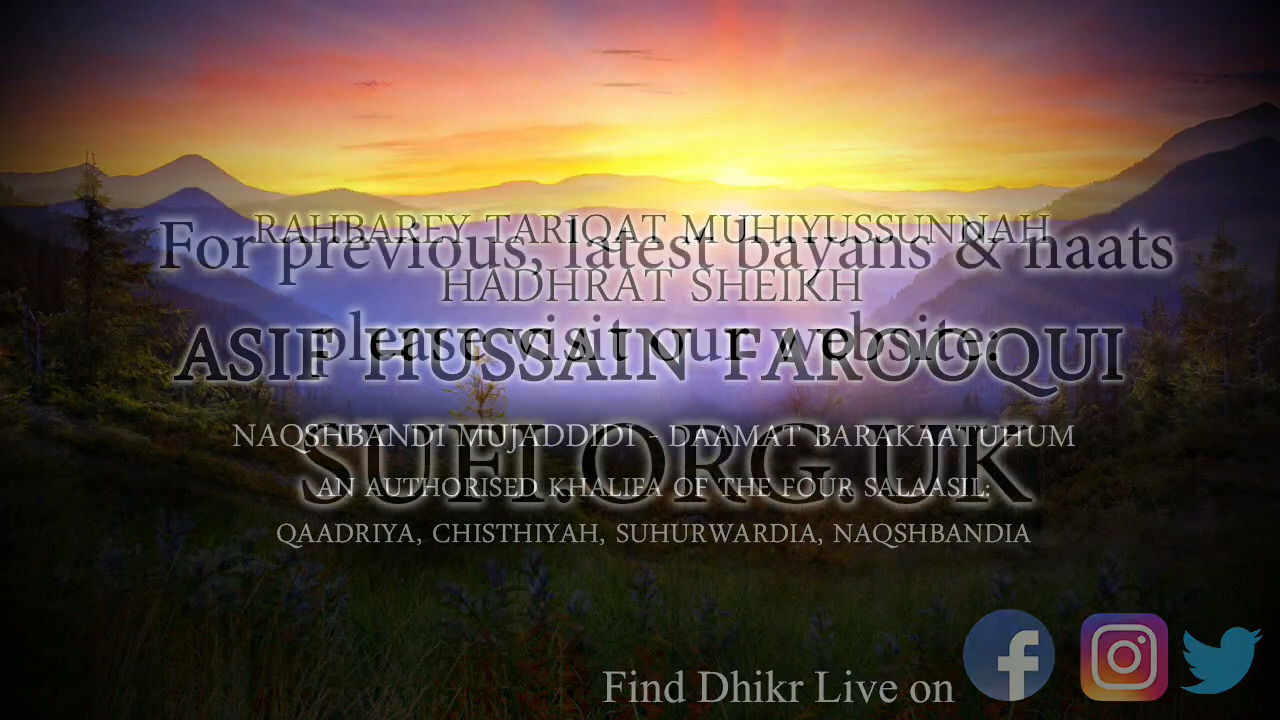 RAHBAREY TARIQAT MUHIYUSSUNNAH
For previous, latest bayans & naats
HADHRAT SHEIKH
please visit our website:
ASIF HUSSAIN FAROOQUI
NAQSHBANDI MUJADDIDI - DAAMAT BARAKAATUHUM
SUFI.ORG.UK
AN AUTHORISED KHALIFA OF THE FOUR SALAASIL:
QAADRIYA, CHISTHIYAH, SUHURWARDIA, NAQSHBANDIA
Find Dhikr Live on